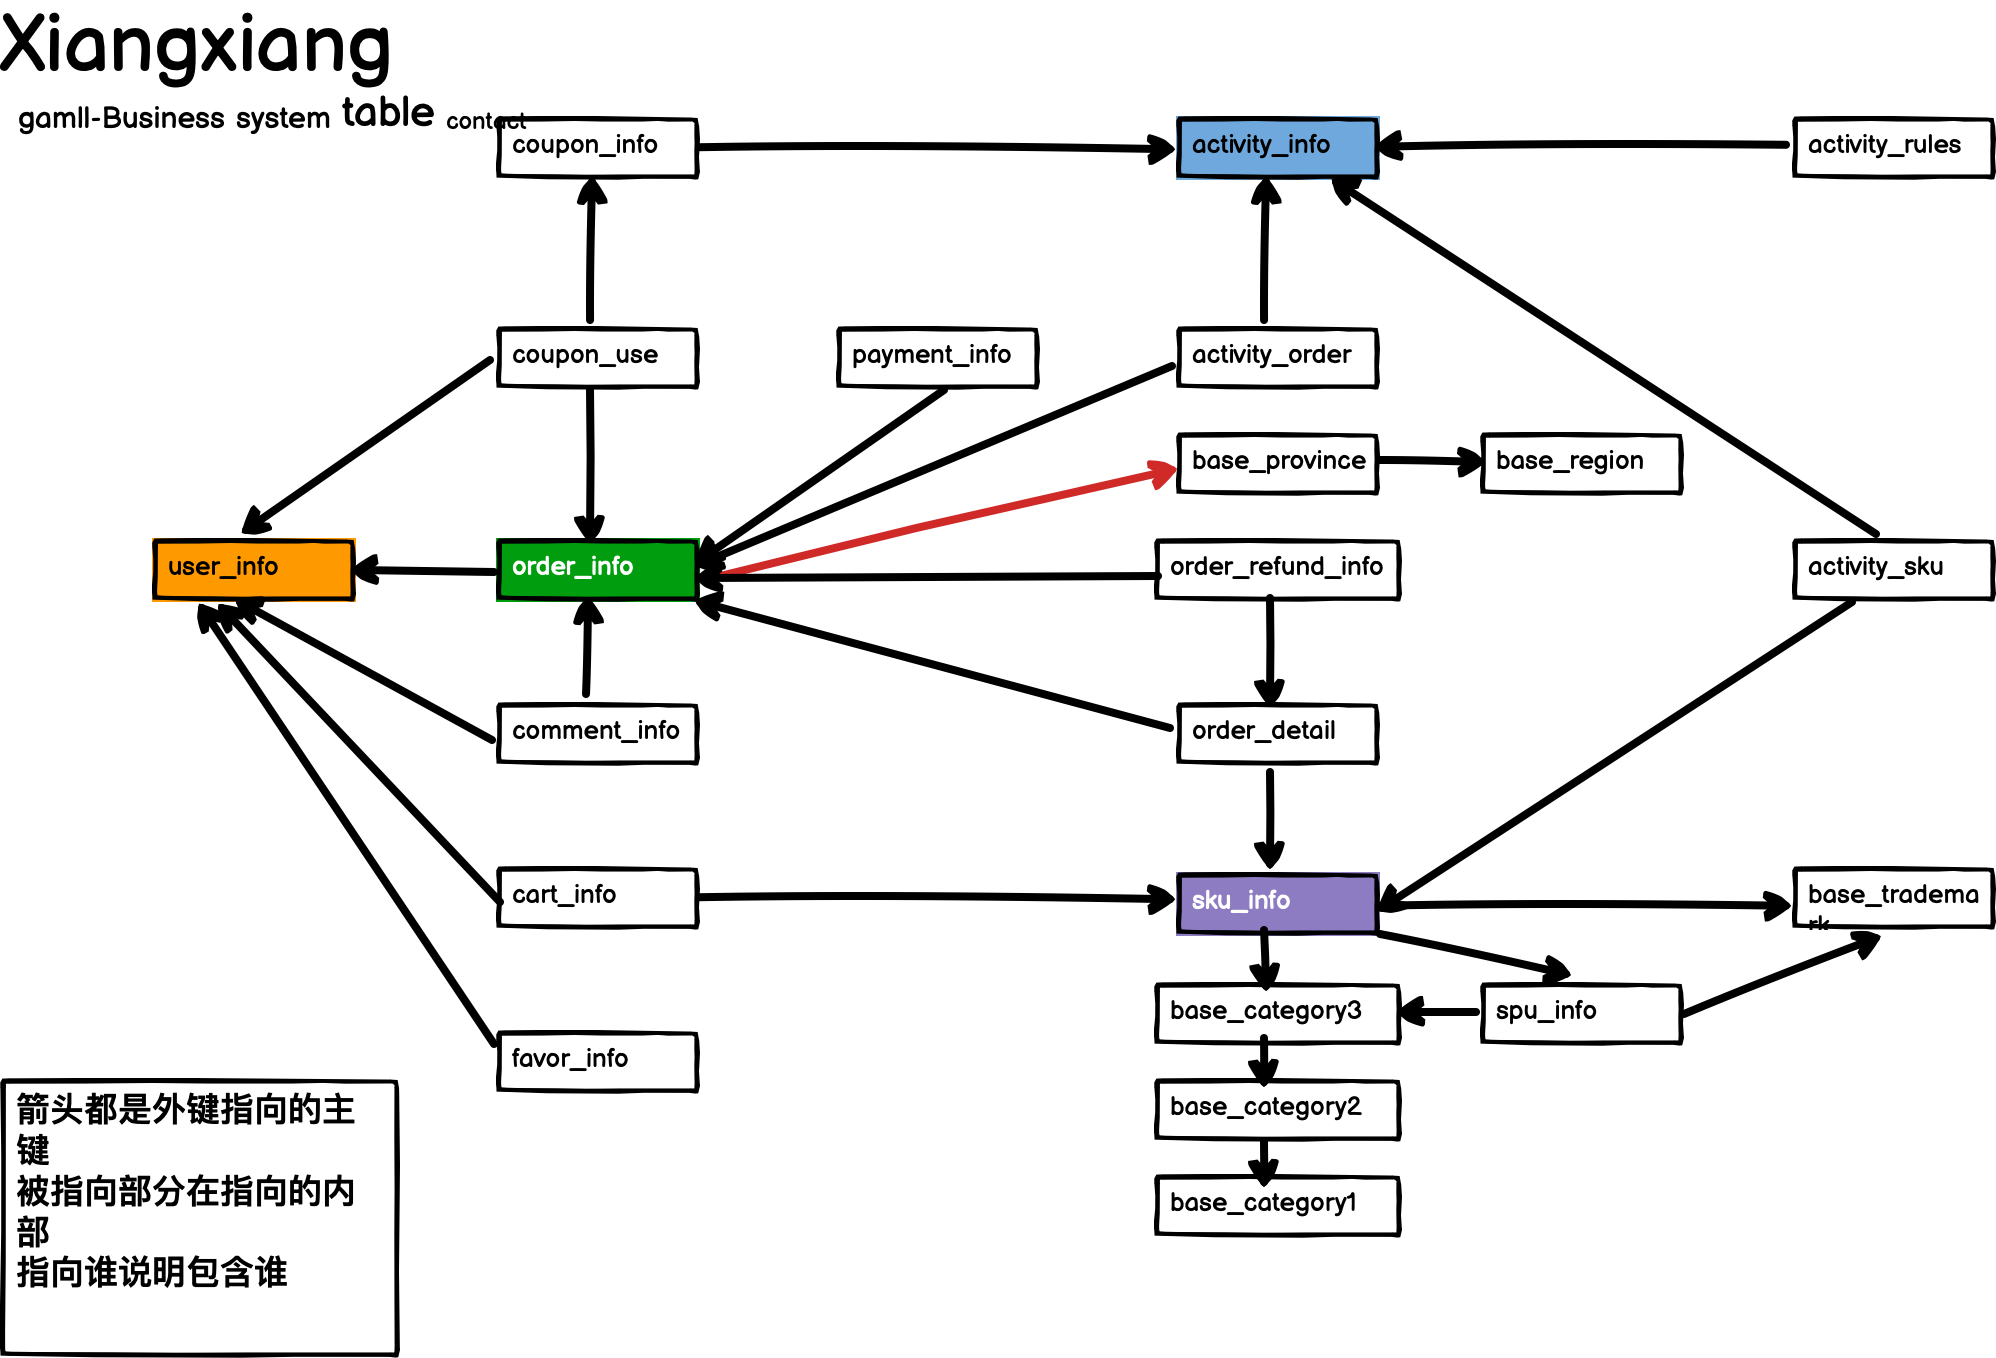 Xiangxiang
gamll-Business system table contact
coupon_info
activity_info
activity_rules
coupon_use
payment_info
activity_order
base_province
base_region
user_info
order_info
order_refund_info
activity_sku
comment_info
order_detail
cart_info
sku_info
base_tradema
rk
base_category3
spu_info
favor_info
base_category2
base_category1
箭头都是外键指向的主
键
被指向部分在指向的内
部
指向谁说明包含谁